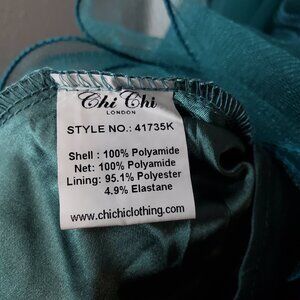 Chi Chi
LONDON
STYLE NO.: 41735K
Shell : 100% Polyamide
Net: 100% Polyamide
Lining: 95.1% Polyester
4.9% Elastane
www.chichiclothing.com